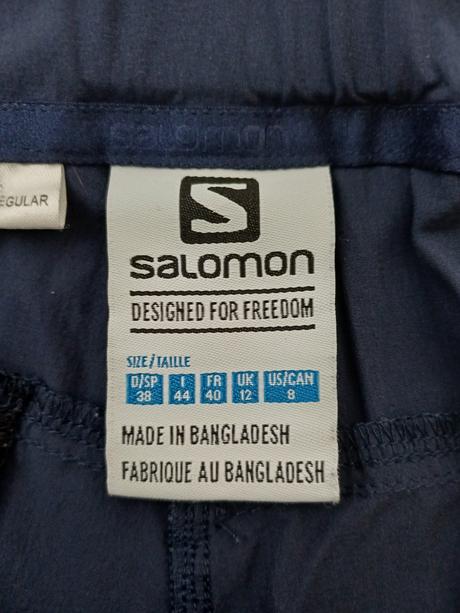 salomon
EGULAR
S
salomon
DESIGNED FOR FREEDOM
SIZE/TAILLE
D/SP I FR UK US/CAN
38 44 40 12 8
MADE IN BANGLADESH
FABRIQUE AU BANGLADESH